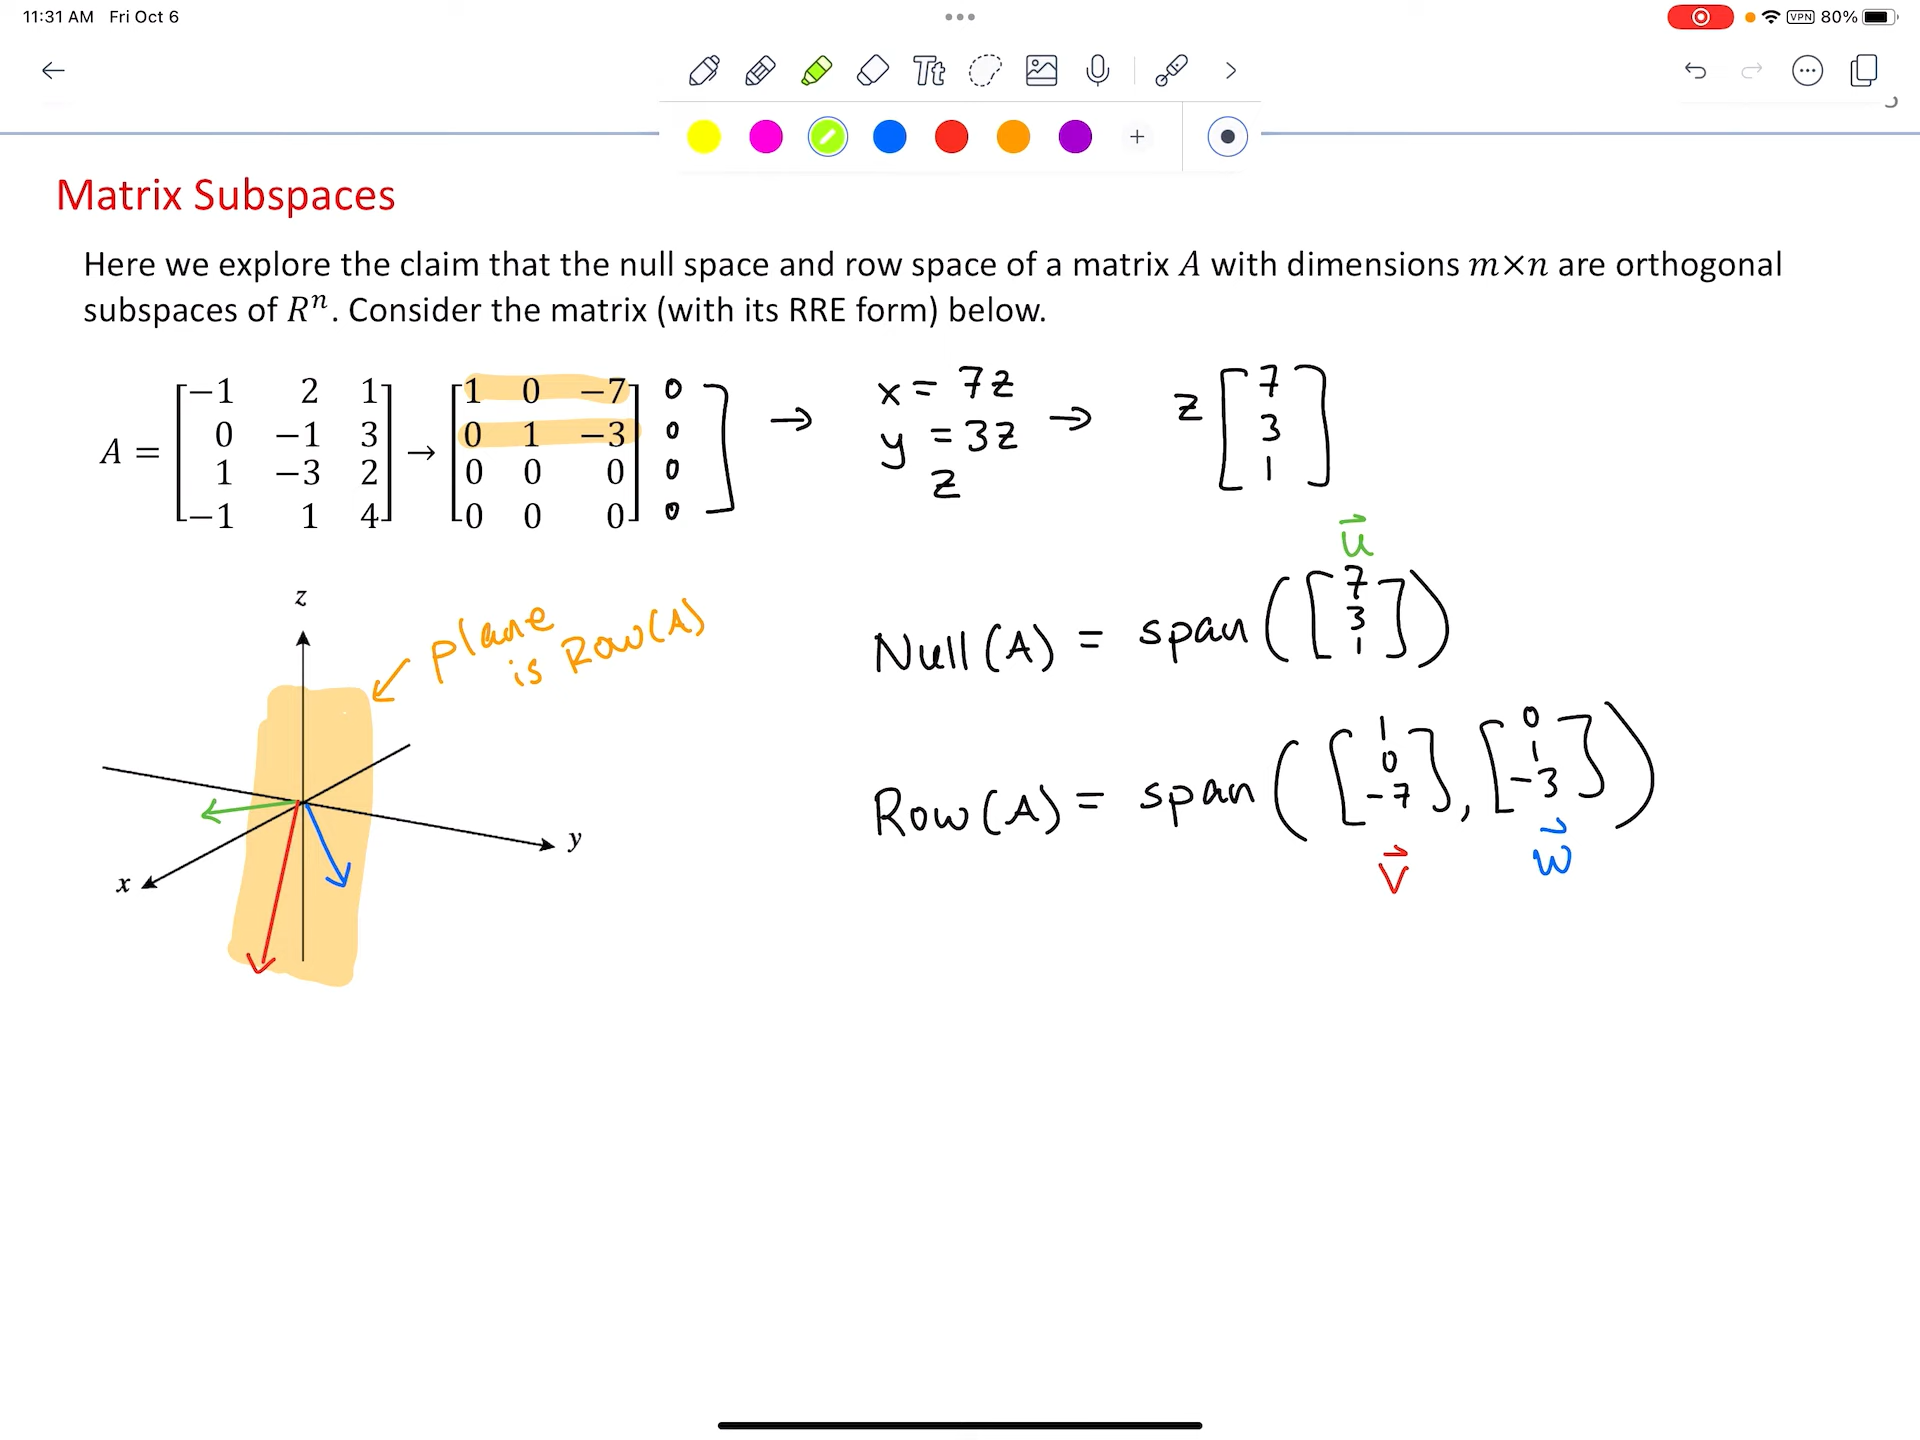 11:31 AM Fri Oct 6
VPN 80%
Tt
Matrix Subspaces
Here we explore the claim that the null space and row space of a matrix A with dimensions m×n are orthogonal
subspaces of Rⁿ. Consider the matrix (with its RRE form) below.
A = [−1 2 1] → [1 0 −7 0] → x = 7z → z [7]
[0 −1 3] [0 1 −3 0] y = 3z [3]
[1 −3 2] [0 0 0 0] z [1]
[−1 1 4] [0 0 0 0]
u⃗
Null(A) = span([7 3 1])
Row(A) = span([1 0 −7], [0 1 −3])
v⃗ w⃗
z
plane
is Row(A)
y
x